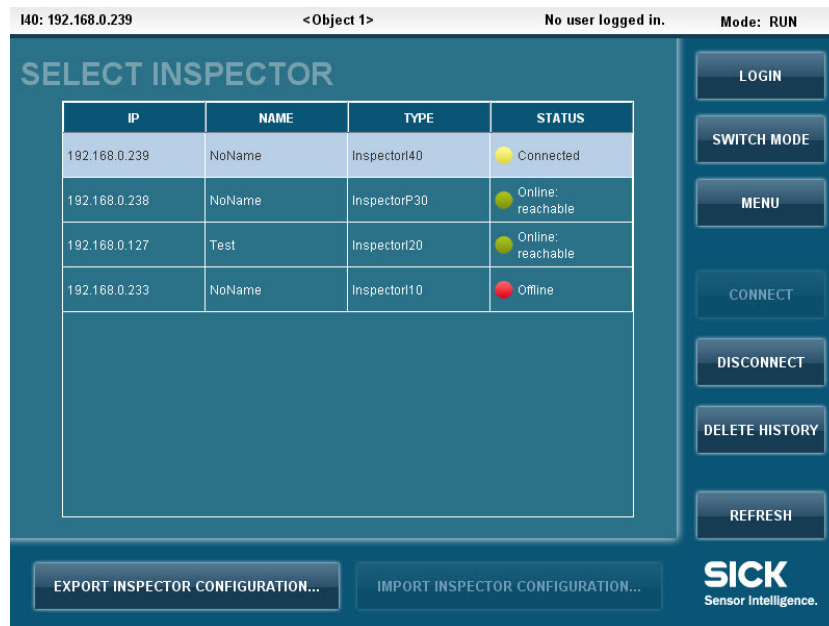 I40: 192.168.0.239 <Object 1> No user logged in. Mode: RUN
SELECT INSPECTOR
LOGIN
IP NAME TYPE STATUS
SWITCH MODE
192.168.0.239 NoName InspectorI40 Connected
192.168.0.238 NoName InspectorP30 Online:
reachable
MENU
192.168.0.127 Test InspectorI20 Online:
reachable
192.168.0.233 NoName InspectorI10 Offline
CONNECT
DISCONNECT
DELETE HISTORY
REFRESH
EXPORT INSPECTOR CONFIGURATION... IMPORT INSPECTOR CONFIGURATION...
SICK
Sensor Intelligence.